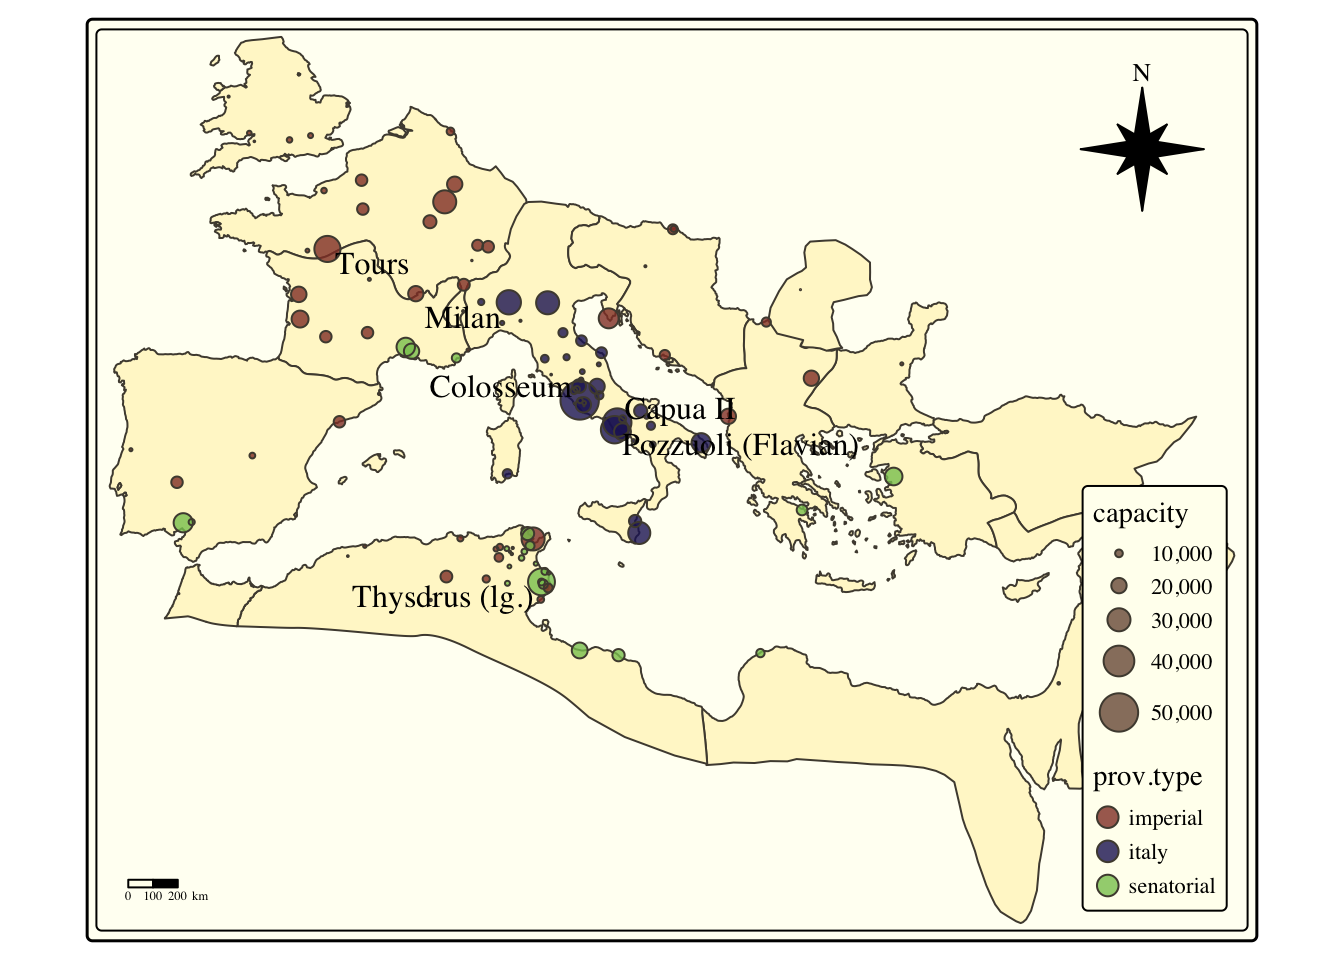 N
Tours
Milan
Colosseum
Capua II
Pozzuoli (Flavian)
Thysdrus (lg.)
capacity
10,000
20,000
30,000
40,000
50,000
prov.type
imperial
italy
senatorial
0 100 200 km